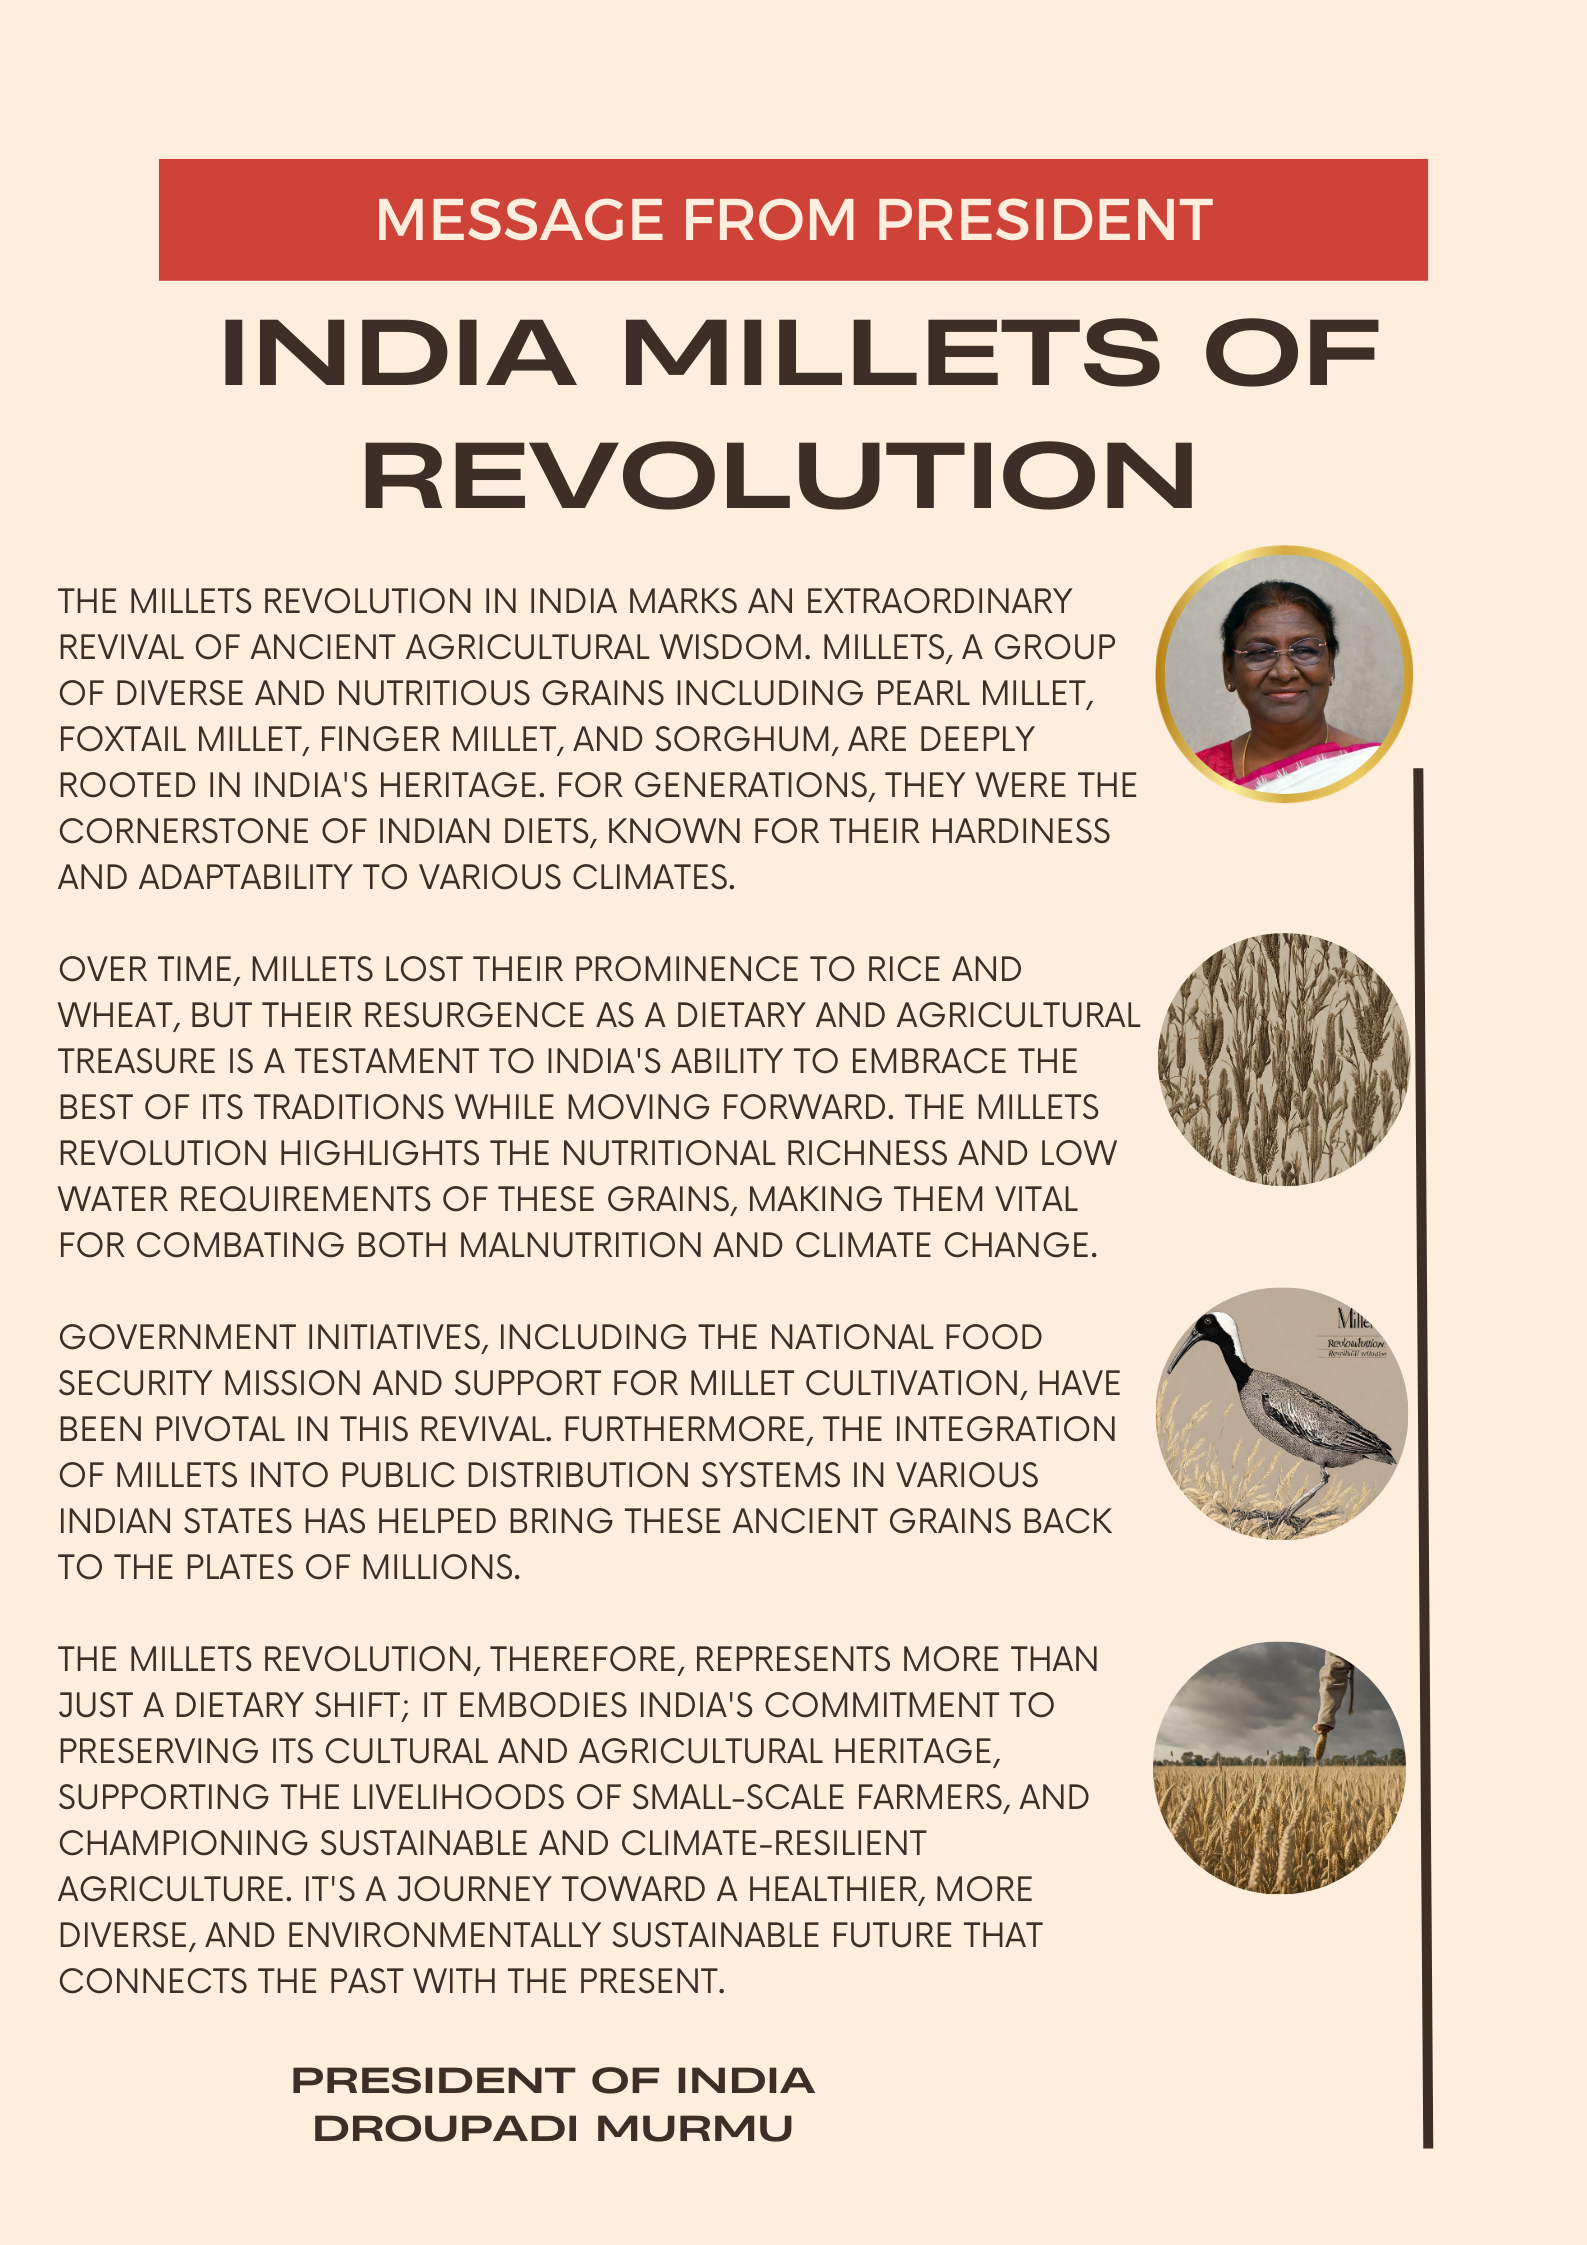 MESSAGE FROM PRESIDENT
INDIA MILLETS OF
REVOLUTION
THE MILLETS REVOLUTION IN INDIA MARKS AN EXTRAORDINARY
REVIVAL OF ANCIENT AGRICULTURAL WISDOM. MILLETS, A GROUP
OF DIVERSE AND NUTRITIOUS GRAINS INCLUDING PEARL MILLET,
FOXTAIL MILLET, FINGER MILLET, AND SORGHUM, ARE DEEPLY
ROOTED IN INDIA'S HERITAGE. FOR GENERATIONS, THEY WERE THE
CORNERSTONE OF INDIAN DIETS, KNOWN FOR THEIR HARDINESS
AND ADAPTABILITY TO VARIOUS CLIMATES.
OVER TIME, MILLETS LOST THEIR PROMINENCE TO RICE AND
WHEAT, BUT THEIR RESURGENCE AS A DIETARY AND AGRICULTURAL
TREASURE IS A TESTAMENT TO INDIA'S ABILITY TO EMBRACE THE
BEST OF ITS TRADITIONS WHILE MOVING FORWARD. THE MILLETS
REVOLUTION HIGHLIGHTS THE NUTRITIONAL RICHNESS AND LOW
WATER REQUIREMENTS OF THESE GRAINS, MAKING THEM VITAL
FOR COMBATING BOTH MALNUTRITION AND CLIMATE CHANGE.
GOVERNMENT INITIATIVES, INCLUDING THE NATIONAL FOOD
SECURITY MISSION AND SUPPORT FOR MILLET CULTIVATION, HAVE
BEEN PIVOTAL IN THIS REVIVAL. FURTHERMORE, THE INTEGRATION
OF MILLETS INTO PUBLIC DISTRIBUTION SYSTEMS IN VARIOUS
INDIAN STATES HAS HELPED BRING THESE ANCIENT GRAINS BACK
TO THE PLATES OF MILLIONS.
THE MILLETS REVOLUTION, THEREFORE, REPRESENTS MORE THAN
JUST A DIETARY SHIFT; IT EMBODIES INDIA'S COMMITMENT TO
PRESERVING ITS CULTURAL AND AGRICULTURAL HERITAGE,
SUPPORTING THE LIVELIHOODS OF SMALL-SCALE FARMERS, AND
CHAMPIONING SUSTAINABLE AND CLIMATE-RESILIENT
AGRICULTURE. IT'S A JOURNEY TOWARD A HEALTHIER, MORE
DIVERSE, AND ENVIRONMENTALLY SUSTAINABLE FUTURE THAT
CONNECTS THE PAST WITH THE PRESENT.
PRESIDENT OF INDIA
DROUPADI MURMU